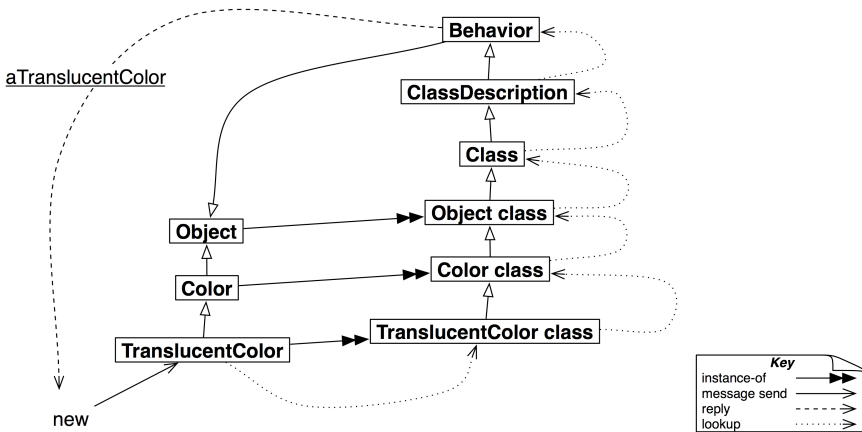 Behavior
aTranslucentColor
ClassDescription
Class
Object class
Object
Color class
Color
TranslucentColor class
TranslucentColor
new
Key
instance-of
message send
reply
lookup